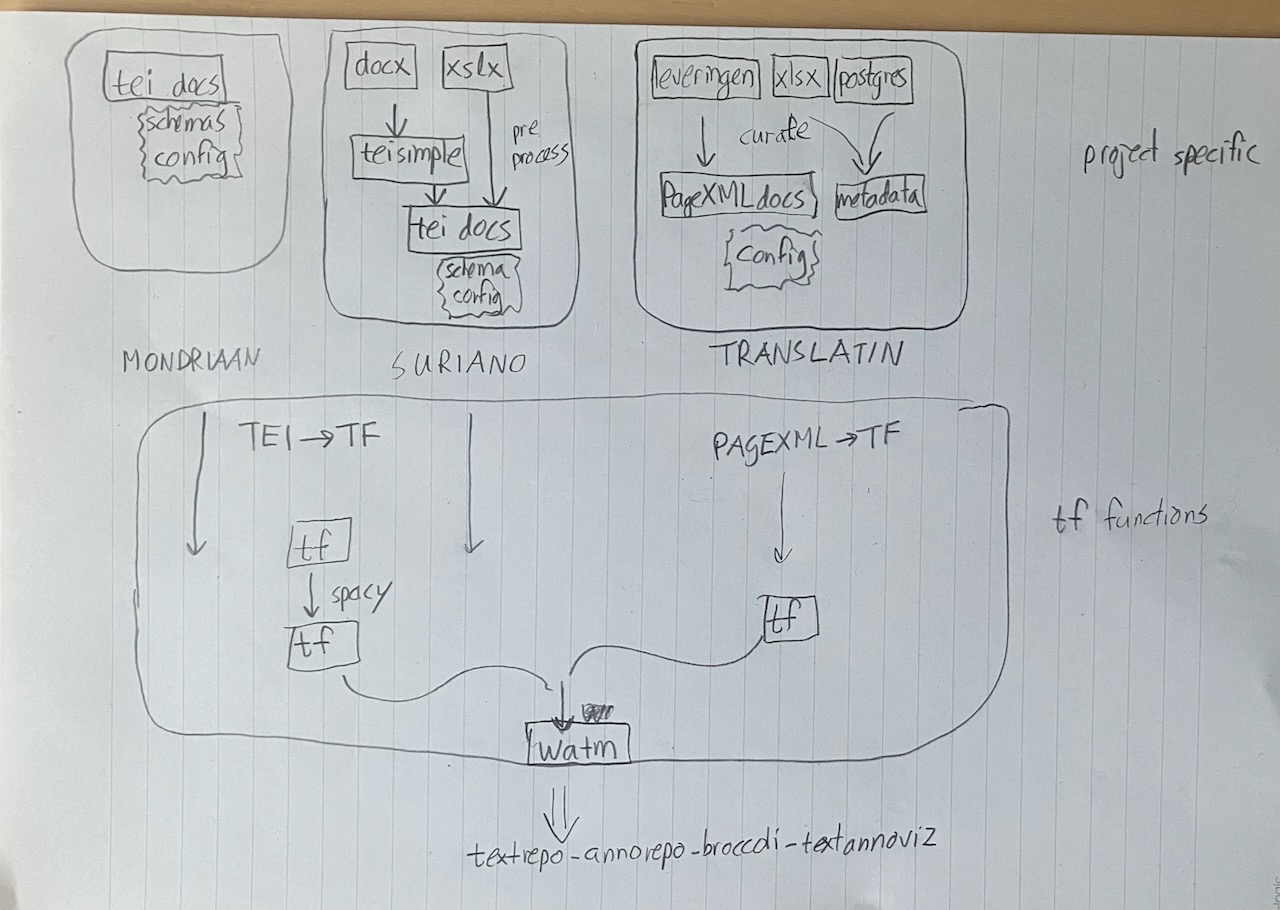 tei docs
schemas
config
MONDRIAAN
docx
xslx
pre
process
teisimple
tei docs
schema
config
SURIANO
leveringen
xlsx
postgres
curate
PageXML docs
metadata
config
TRANSLATIN
project specific
TEI → TF
PAGEXML → TF
tf
spacy
tf
tf
tf functions
watm
textrepo - annorepo - broccoli - textannoviz